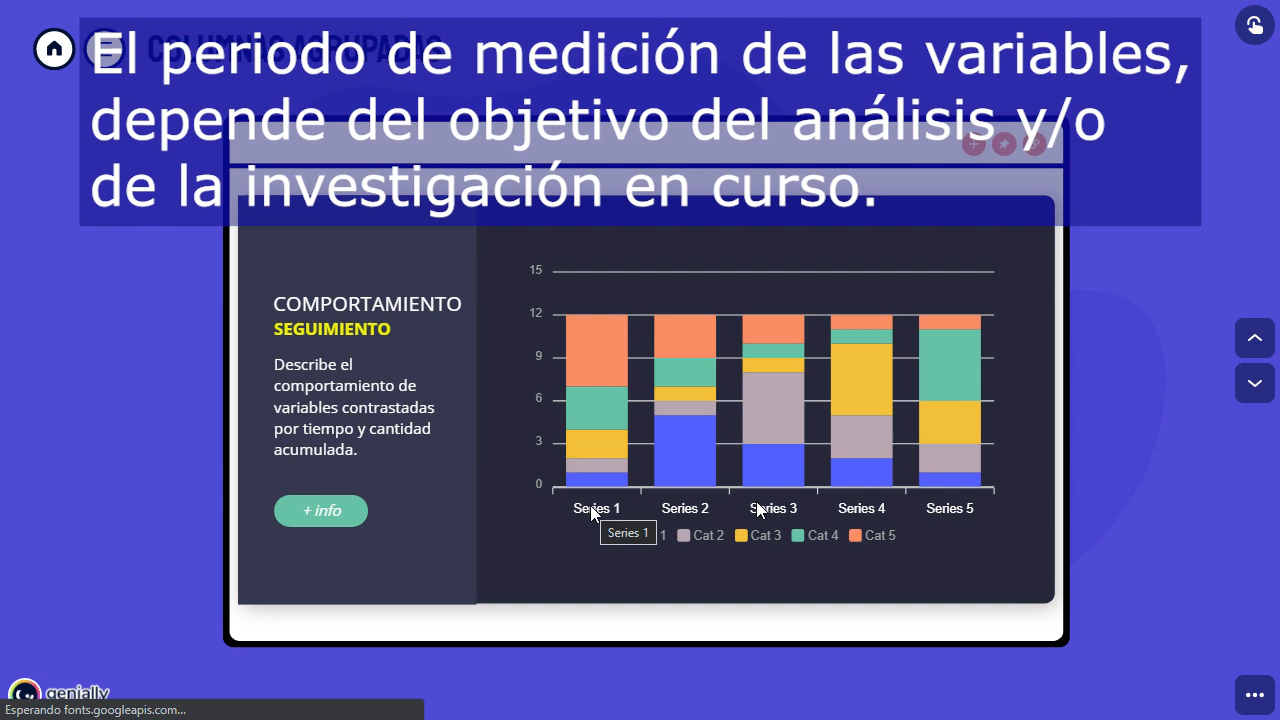 COLUMNAS AGRUPADAS
El periodo de medición de las variables,
depende del objetivo del análisis y/o
de la investigación en curso.
COMPORTAMIENTO
SEGUIMIENTO
Describe el
comportamiento de
variables contrastadas
por tiempo y cantidad
acumulada.
+ info
15
12
9
6
3
0
Series 1 Series 2 Series 3 Series 4 Series 5
Series 1
1 Cat 2 Cat 3 Cat 4 Cat 5
genially
Esperando fonts.googleapis.com...